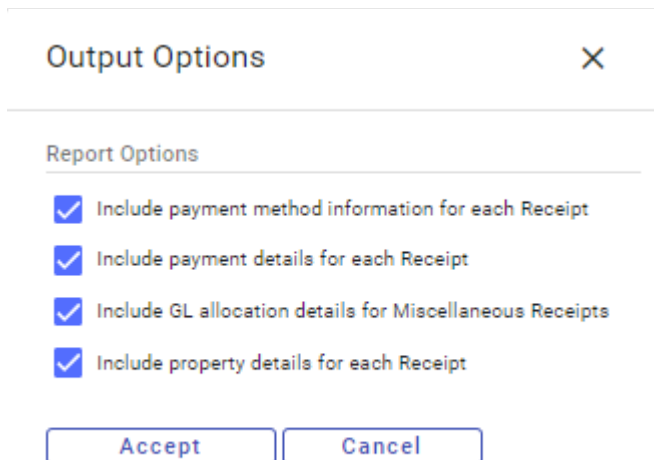 Output Options
Report Options
Include payment method information for each Receipt
Include payment details for each Receipt
Include GL allocation details for Miscellaneous Receipts
Include property details for each Receipt
Accept Cancel